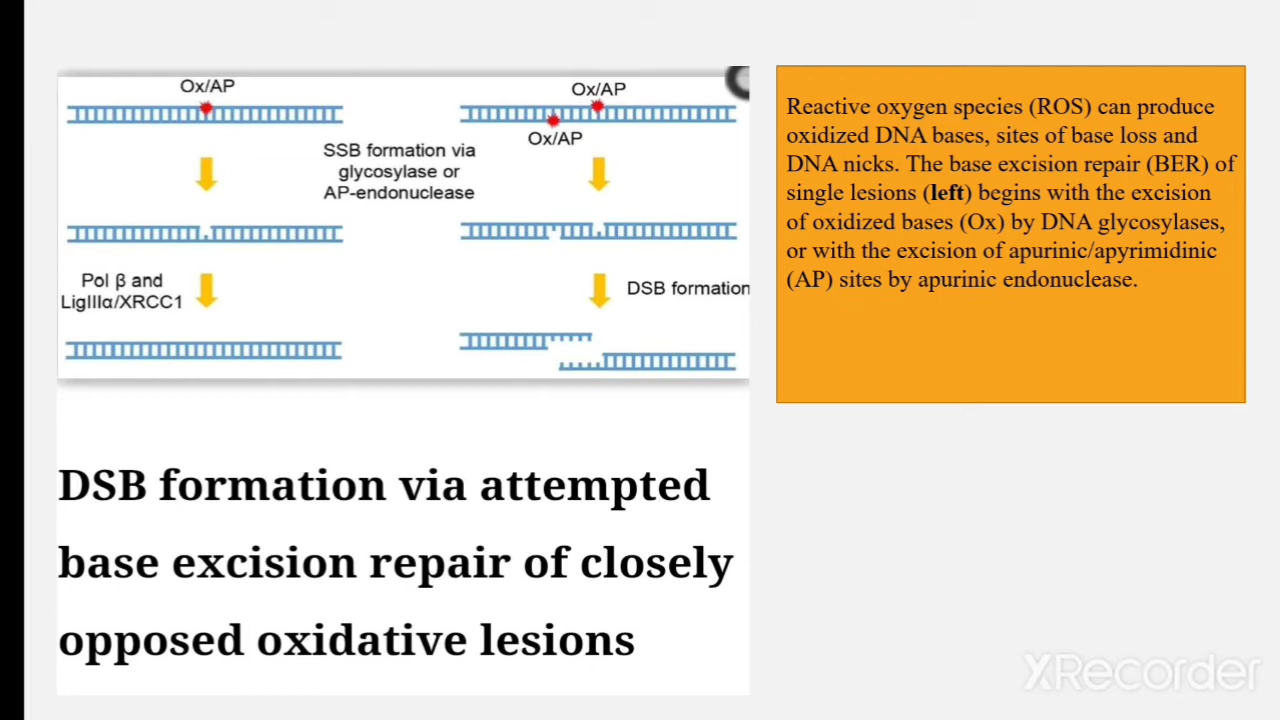 Ox/AP
Ox/AP
Ox/AP
SSB formation via
glycosylase or
AP-endonuclease
Pol β and
LigIIIα/XRCC1
DSB formation
DSB formation via attempted
base excision repair of closely
opposed oxidative lesions
Reactive oxygen species (ROS) can produce
oxidized DNA bases, sites of base loss and
DNA nicks. The base excision repair (BER) of
single lesions (left) begins with the excision
of oxidized bases (Ox) by DNA glycosylases,
or with the excision of apurinic/apyrimidinic
(AP) sites by apurinic endonuclease.
XRecorder